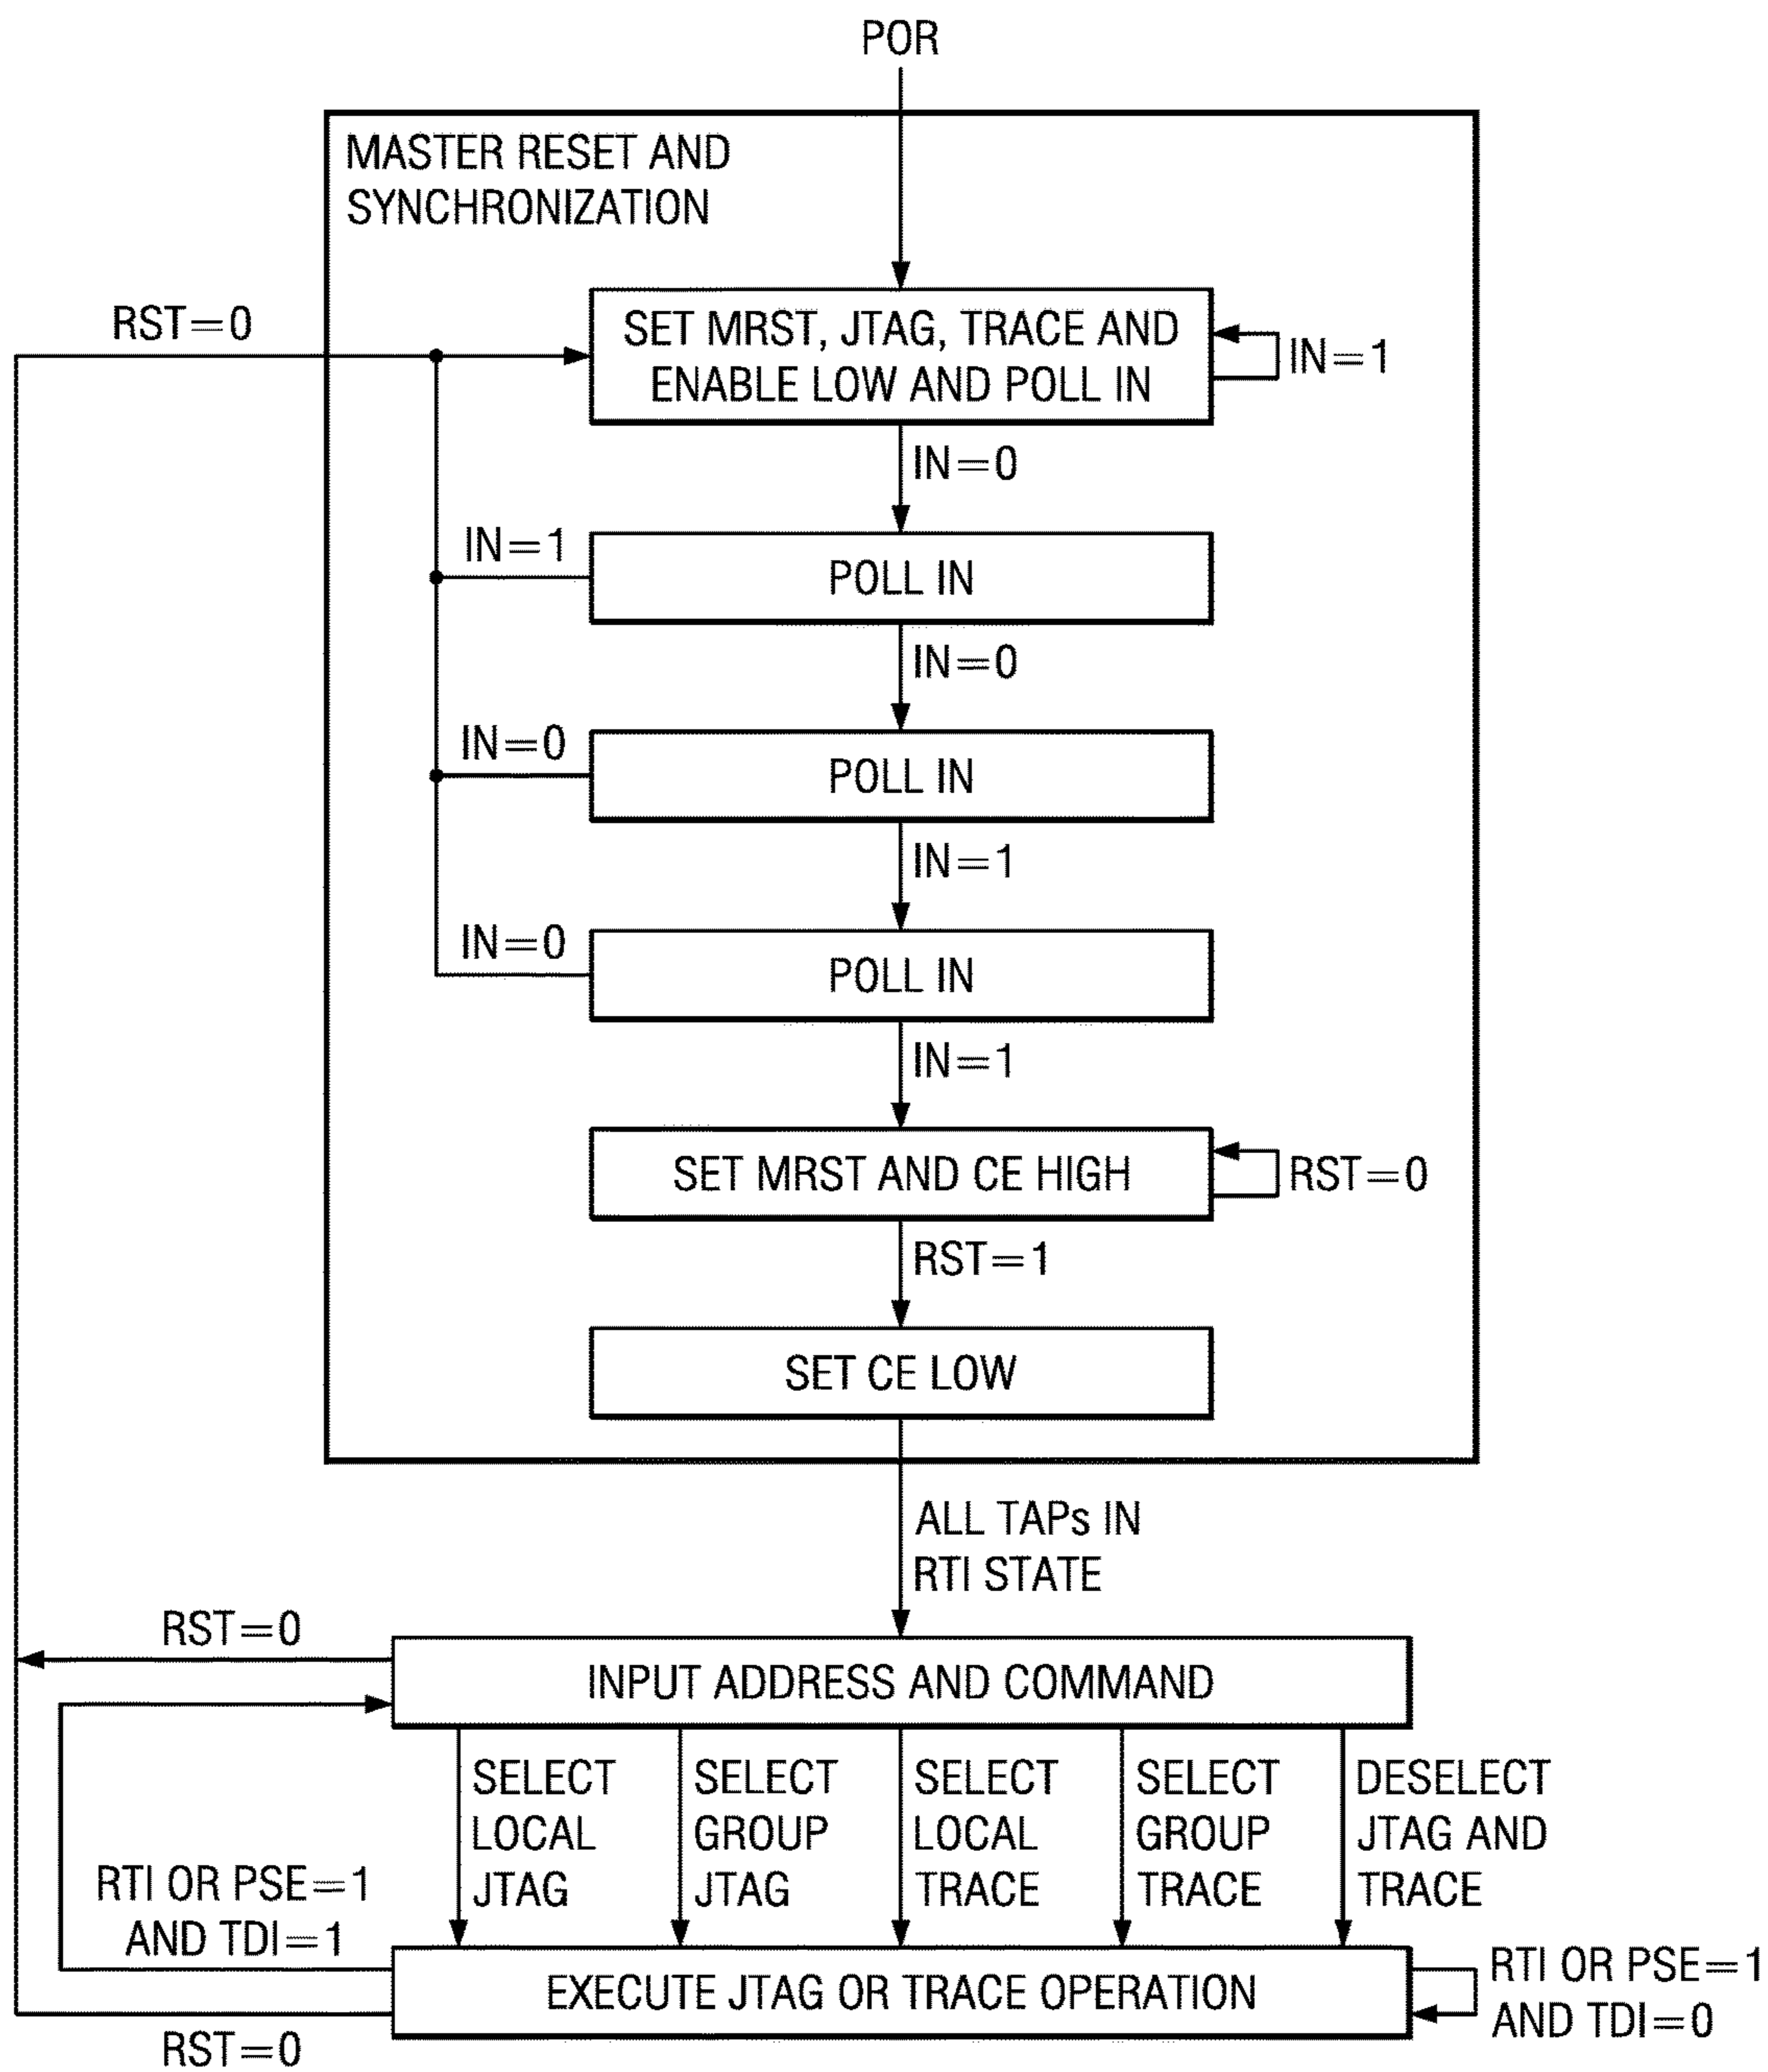 POR
MASTER RESET AND
SYNCHRONIZATION
RST=0
SET MRST, JTAG, TRACE AND
ENABLE LOW AND POLL IN
IN=1
IN=0
IN=1
POLL IN
IN=0
IN=0
POLL IN
IN=1
IN=0
POLL IN
IN=1
SET MRST AND CE HIGH
RST=0
RST=1
SET CE LOW
ALL TAPs IN
RTI STATE
RST=0
INPUT ADDRESS AND COMMAND
SELECT
LOCAL
JTAG
SELECT
GROUP
JTAG
SELECT
LOCAL
TRACE
SELECT
GROUP
TRACE
DESELECT
JTAG AND
TRACE
RTI OR PSE=1
AND TDI=1
EXECUTE JTAG OR TRACE OPERATION
RTI OR PSE=1
AND TDI=0
RST=0